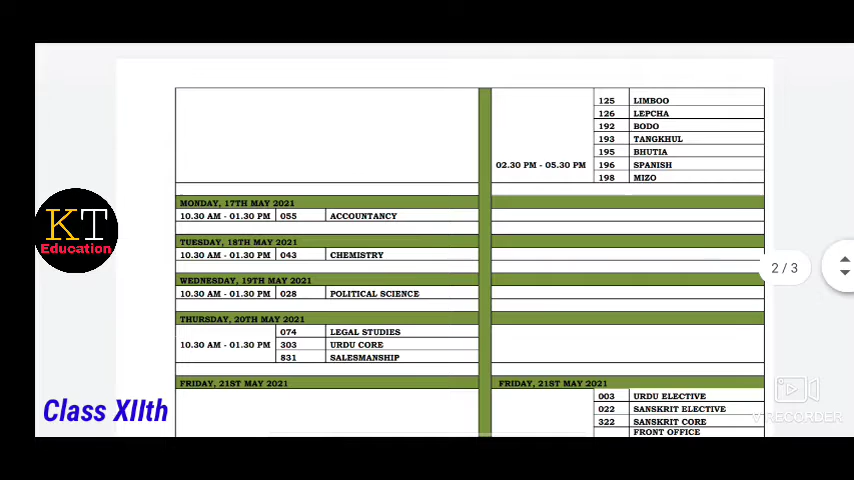 125 LIMBOO
126 LEPCHA
192 BODO
193 TANGKHUL
195 BHUTIA
02.30 PM - 05.30 PM 196 SPANISH
198 MIZO
MONDAY, 17TH MAY 2021
10.30 AM - 01.30 PM 055 ACCOUNTANCY
TUESDAY, 18TH MAY 2021
10.30 AM - 01.30 PM 043 CHEMISTRY
WEDNESDAY, 19TH MAY 2021
10.30 AM - 01.30 PM 028 POLITICAL SCIENCE
THURSDAY, 20TH MAY 2021
074 LEGAL STUDIES
10.30 AM - 01.30 PM 303 URDU CORE
831 SALESMANSHIP
FRIDAY, 21ST MAY 2021 FRIDAY, 21ST MAY 2021
003 URDU ELECTIVE
022 SANSKRIT ELECTIVE
322 SANSKRIT CORE
FRONT OFFICE
KT
Education
2 / 3
Class XIIth
V RECORDER